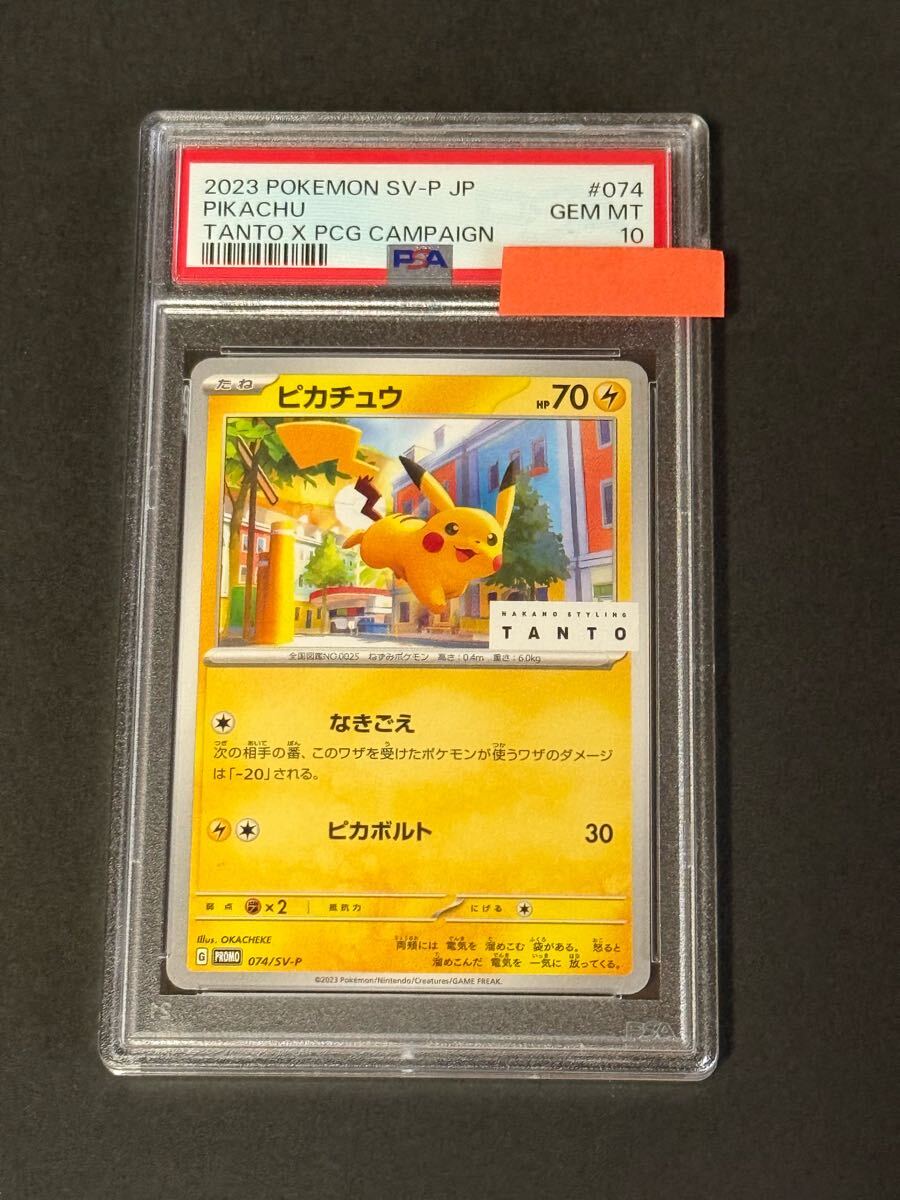 2023 POKEMON SV-P JP #074
PIKACHU GEM MT
TANTO X PCG CAMPAIGN 10
PSA
たね ピカチュウ HP70
NAKANO STYLING
TANTO
全国図鑑NO.0025 ねずみポケモン 高さ:0.4m 重さ:6.0kg
なきごえ
次の相手の番、このワザを受けたポケモンが使うワザのダメージ
は「-20」される。
ピカボルト 30
弱点 ×2 抵抗力 にげる
Illus. OKACHEKE
両頬には 電気を 溜めこむ 袋がある。 怒ると
溜めこんだ 電気を 一気に 放ってくる。
G PROMO 074/SV-P
©2023 Pokémon/Nintendo/Creatures/GAME FREAK.
PSA